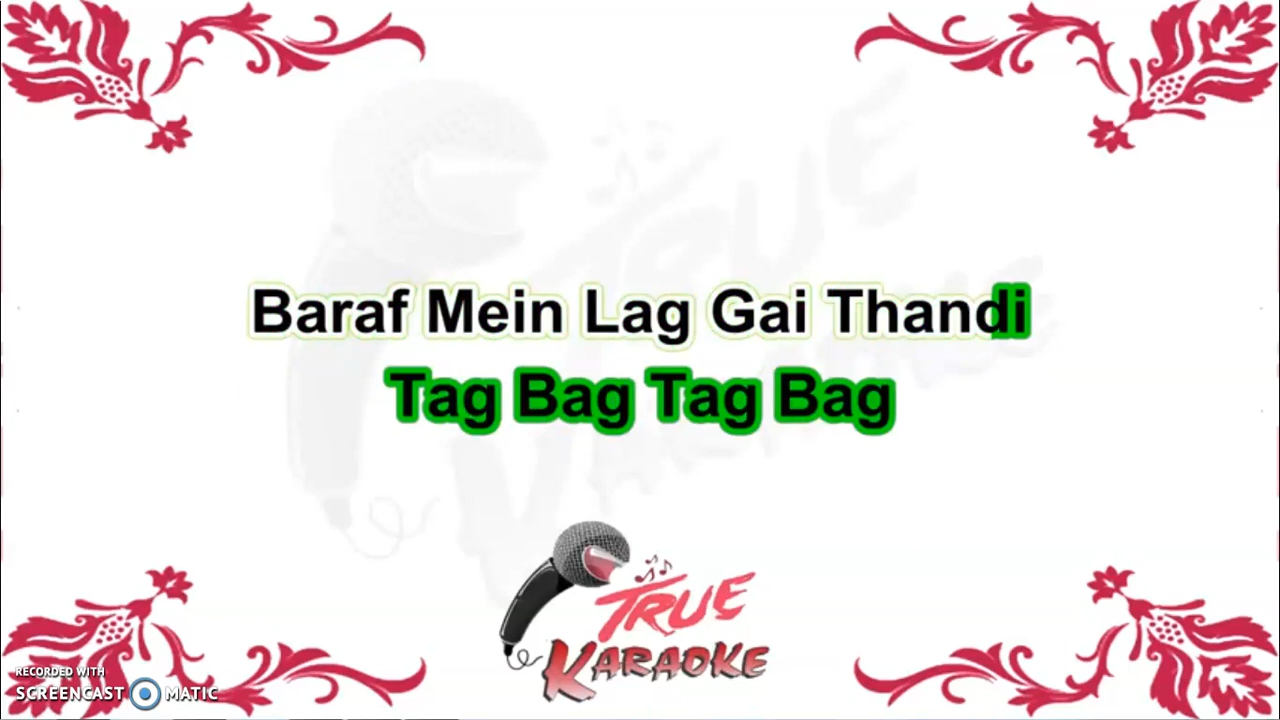 Baraf Mein Lag Gai Thandi
Tag Bag Tag Bag
TRUE
KARAOKE
RECORDED WITH
SCREENCAST MATIC